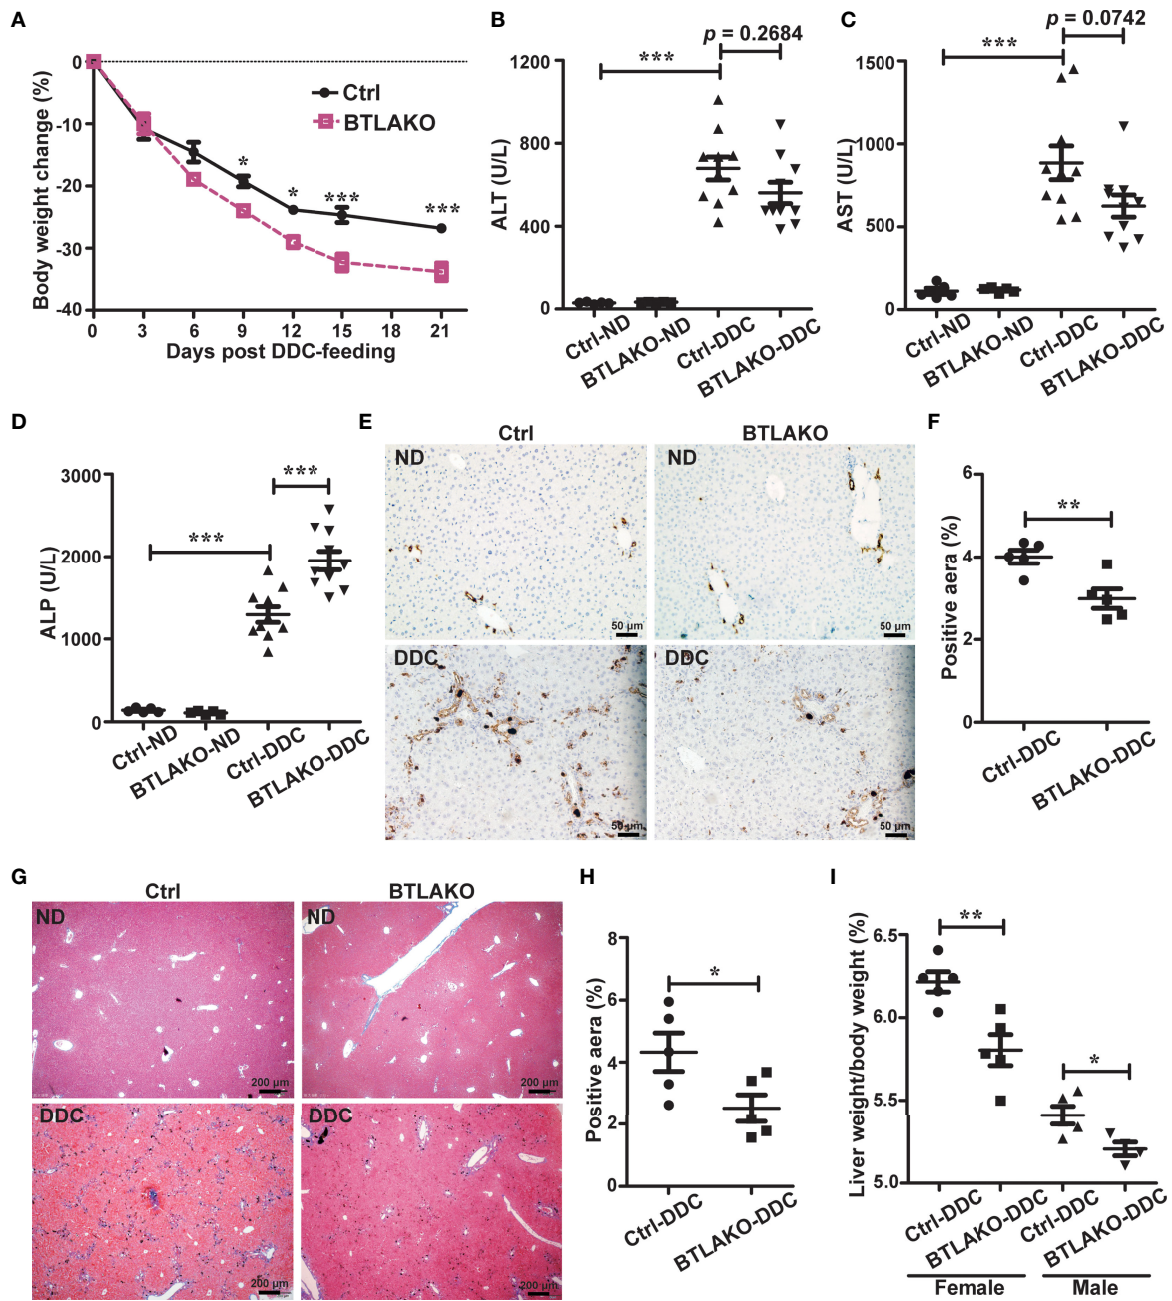 A
Body weight change (%)
0
-10
-20
-30
-40
Ctrl
BTLAKO
*
*
***
***
0 3 6 9 12 15 18 21
Days post DDC-feeding
B
p = 0.2684
***
ALT (U/L)
1200
800
400
0
Ctrl-ND
BTLAKO-ND
Ctrl-DDC
BTLAKO-DDC
C
p = 0.0742
***
AST (U/L)
1500
1000
500
0
Ctrl-ND
BTLAKO-ND
Ctrl-DDC
BTLAKO-DDC
D
***
***
ALP (U/L)
3000
2000
1000
0
Ctrl-ND
BTLAKO-ND
Ctrl-DDC
BTLAKO-DDC
E
Ctrl
BTLAKO
ND
50 µm
50 µm
DDC
DDC
50 µm
50 µm
F
**
Positive aera (%)
6
4
2
0
Ctrl-DDC
BTLAKO-DDC
G
Ctrl
BTLAKO
ND
ND
200 µm
200 µm
DDC
DDC
200 µm
200 µm
H
*
Positive aera (%)
8
6
4
2
0
Ctrl-DDC
BTLAKO-DDC
I
**
*
Liver weight/body weight (%)
6.5
6.0
5.5
5.0
Ctrl-DDC
BTLAKO-DDC
Ctrl-DDC
BTLAKO-DDC
Female
Male